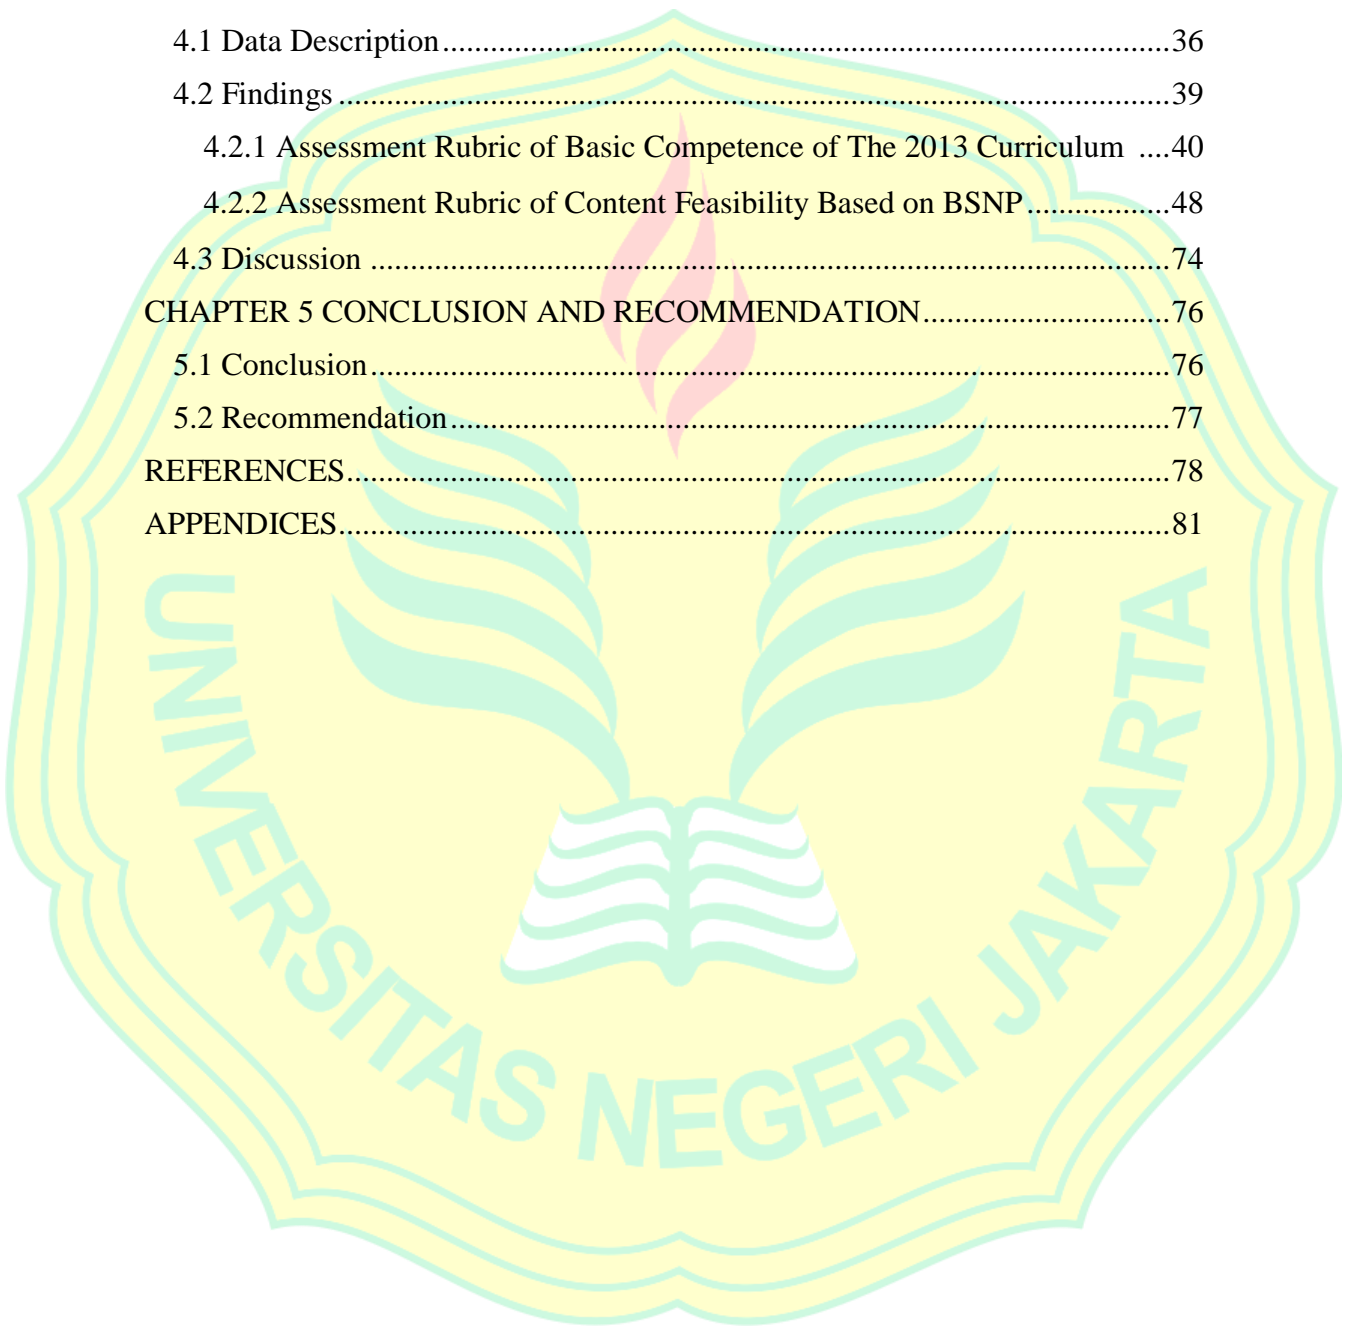 4.1 Data Description..........................................................................................36
4.2 Findings .......................................................................................................39
4.2.1 Assessment Rubric of Basic Competence of The 2013 Curriculum ....40
4.2.2 Assessment Rubric of Content Feasibility Based on BSNP..................48
4.3 Discussion ...................................................................................................74
CHAPTER 5 CONCLUSION AND RECOMMENDATION...............................76
5.1 Conclusion...................................................................................................76
5.2 Recommendation.........................................................................................77
REFERENCES.......................................................................................................78
APPENDICES........................................................................................................81
UNIVERSITAS NEGERI JAKARTA